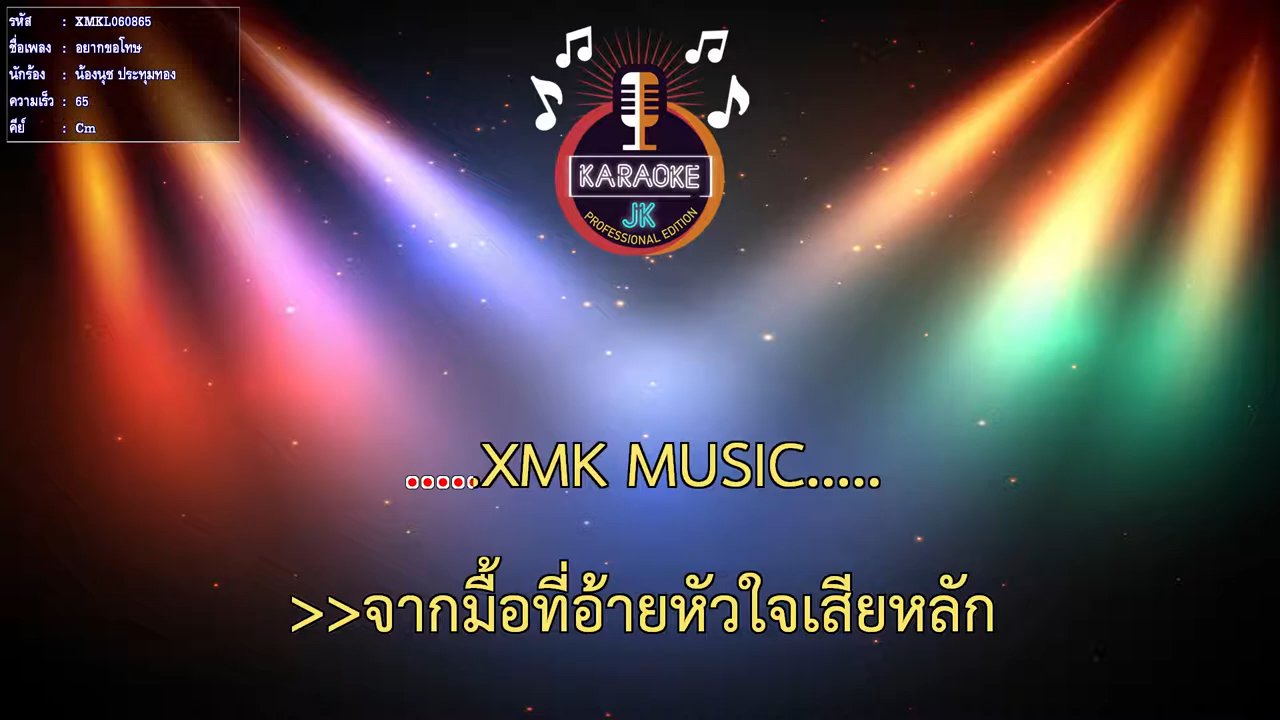 รหัส : XMKL060865
ชื่อเพลง : อยากขอโทษ
นักร้อง : น้องนุช ประทุมทอง
ความเร็ว : 65
คีย์ : Cm
KARAOKE
JK
PROFESSIONAL EDITION
.....XMK MUSIC.....
>>จากมื้อที่อ้ายหัวใจเสียหลัก